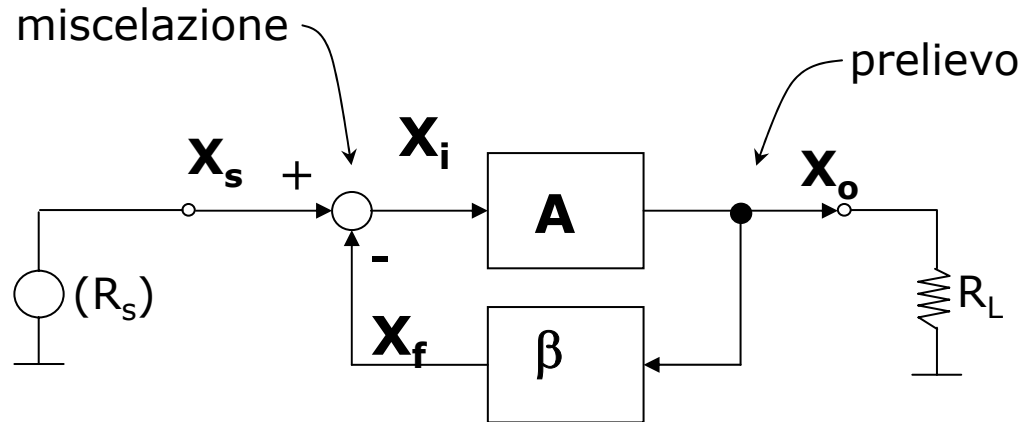 miscelazione
prelievo
Xs
+
Xi
A
Xo
-
(Rs)
RL
Xf
β